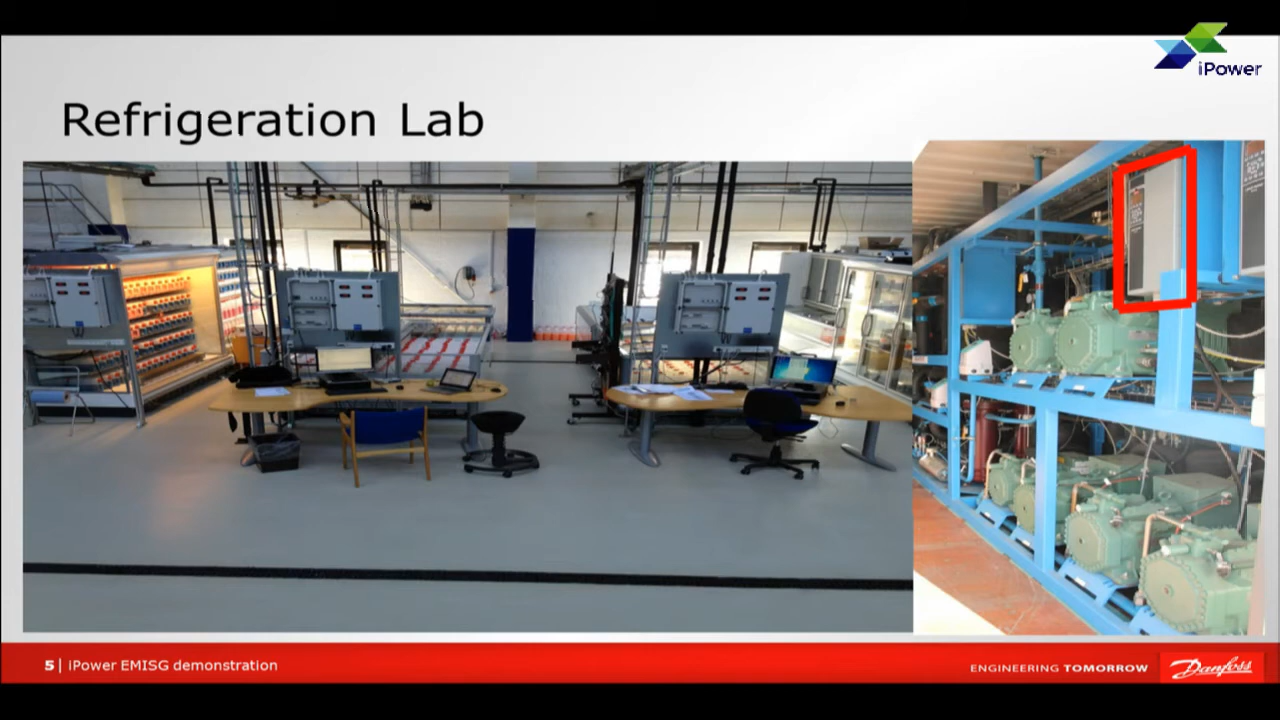 iPower
Refrigeration Lab
5 | iPower EMISG demonstration
ENGINEERING TOMORROW
Danfoss